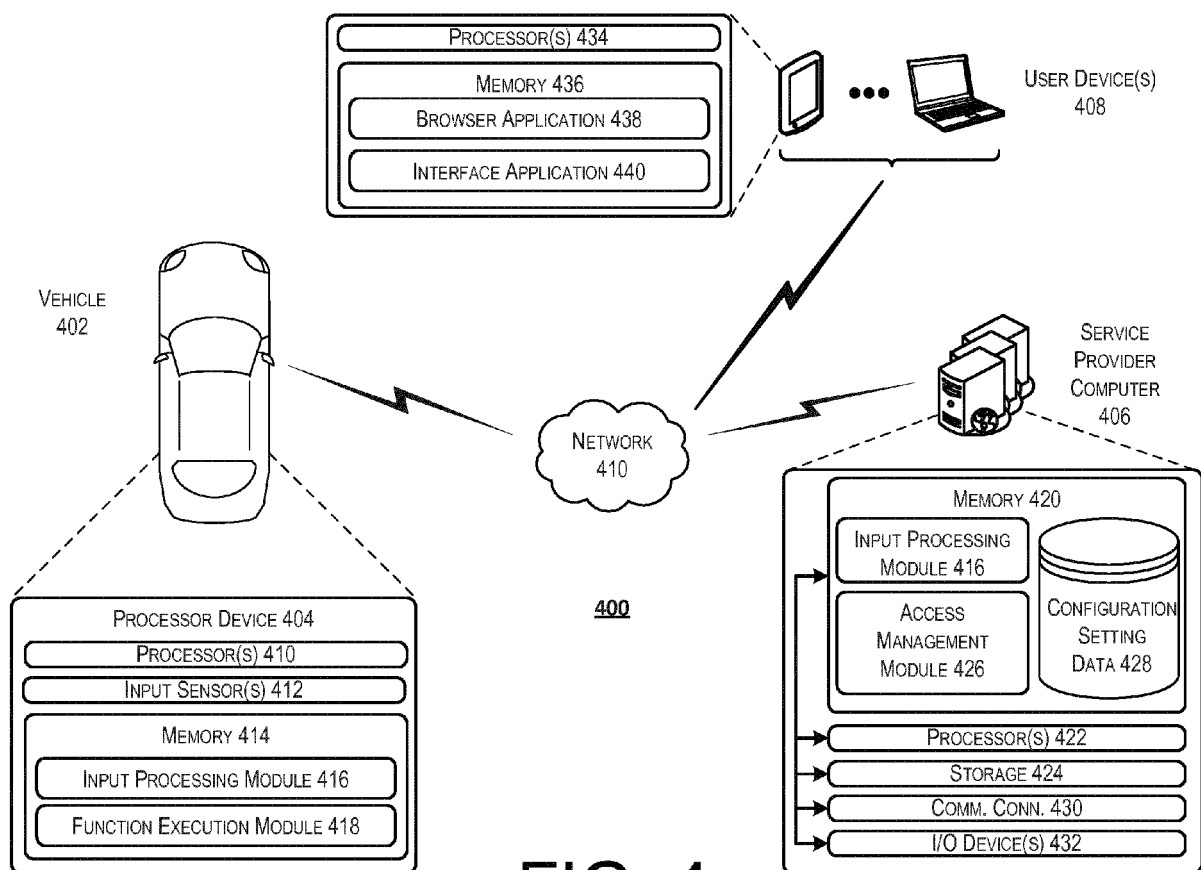 PROCESSOR(S) 434
MEMORY 436
BROWSER APPLICATION 438
INTERFACE APPLICATION 440
USER DEVICE(S)
408
VEHICLE
402
SERVICE
PROVIDER
COMPUTER
406
NETWORK
410
400
PROCESSOR DEVICE 404
PROCESSOR(S) 410
INPUT SENSOR(S) 412
MEMORY 414
INPUT PROCESSING MODULE 416
FUNCTION EXECUTION MODULE 418
MEMORY 420
INPUT PROCESSING
MODULE 416
ACCESS
MANAGEMENT
MODULE 426
CONFIGURATION
SETTING
DATA 428
PROCESSOR(S) 422
STORAGE 424
COMM. CONN. 430
I/O DEVICE(S) 432
FIG. 4